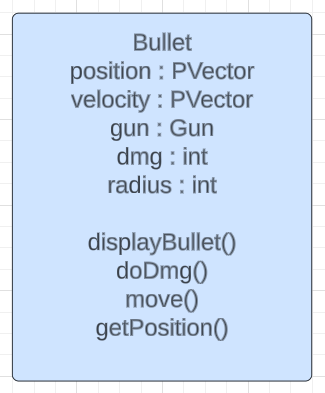 Bullet
position : PVector
velocity : PVector
gun : Gun
dmg : int
radius : int
displayBullet()
doDmg()
move()
getPosition()